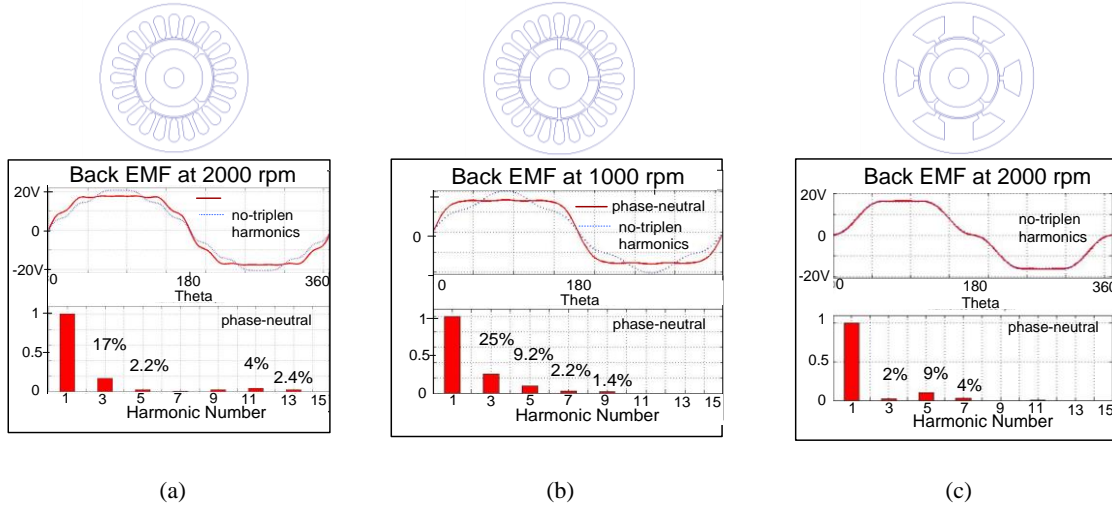 Back EMF at 2000 rpm
20V
0
-20V
no-triplen
harmonics
0 180 360
Theta
1
0.5
0
phase-neutral
17%
2.2%
4%
2.4%
1 3 5 7 9 11 13 15
Harmonic Number
(a)
Back EMF at 1000 rpm
0
phase-neutral
no-triplen
harmonics
0 180
Theta
1
0.5
0
phase-neutral
25%
9.2%
2.2%
1.4%
1 3 5 7 9 11 13 15
Harmonic Number
(b)
Back EMF at 2000 rpm
20V
0
20V
no-triplen
harmonics
00 180 360
Theta
1
0.5
0
phase-neutral
2%
9%
4%
1 3 5 7 9 11 13 15
Harmonic Number
(c)